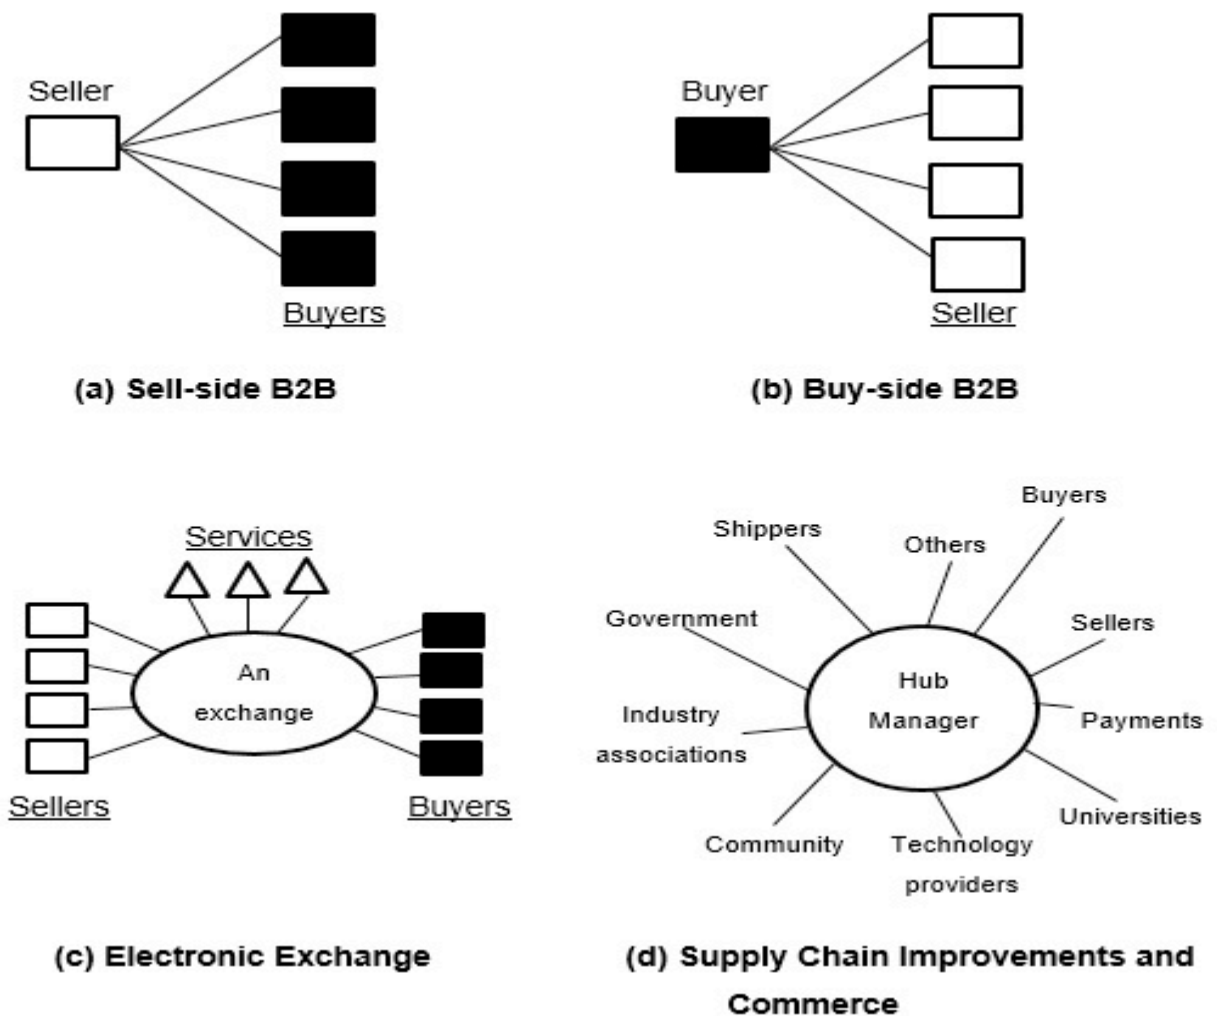 Seller
Buyers
(a) Sell-side B2B
Buyer
Seller
(b) Buy-side B2B
Services
An
exchange
Sellers
Buyers
(c) Electronic Exchange
Buyers
Shippers
Others
Government
Sellers
Hub
Manager
Industry
associations
Payments
Universities
Community
Technology
providers
(d) Supply Chain Improvements and
Commerce